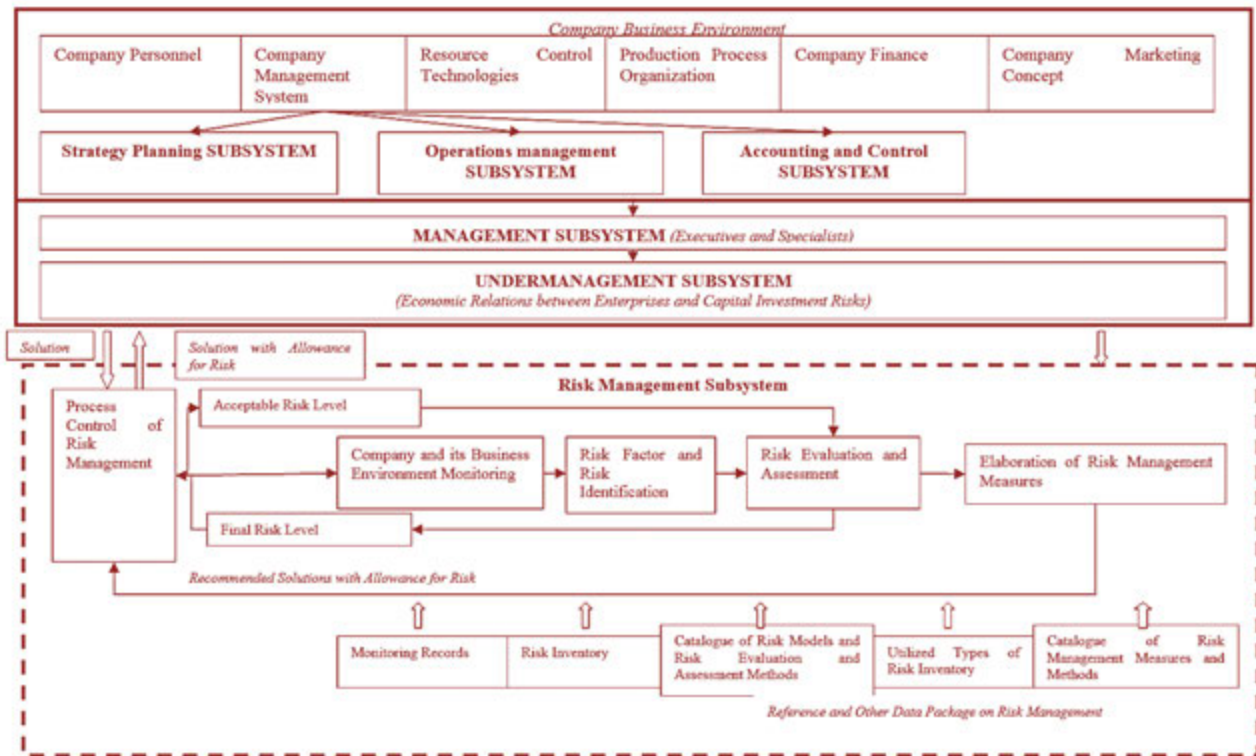 Company Business Environment
Company Personnel
Company
Management
System
Resource Control
Technologies
Production Process
Organization
Company Finance
Company Marketing
Concept
Strategy Planning SUBSYSTEM
Operations management
SUBSYSTEM
Accounting and Control
SUBSYSTEM
MANAGEMENT SUBSYSTEM (Executives and Specialists)
UNDERMANAGEMENT SUBSYSTEM
(Economic Relations between Enterprises and Capital Investment Risks)
Solution
Solution with Allowance
for Risk
Risk Management Subsystem
Process
Control of
Risk
Management
Acceptable Risk Level
Company and its Business
Environment Monitoring
Risk Factor and
Risk
Identification
Risk Evaluation and
Assessment
Elaboration of Risk Management
Measures
Final Risk Level
Recommended Solutions with Allowance for Risk
Monitoring Records
Risk Inventory
Catalogue of Risk Models and
Risk Evaluation and
Assessment Methods
Utilized Types of
Risk Inventory
Catalogue of Risk
Management Measures and
Methods
Reference and Other Data Package on Risk Management